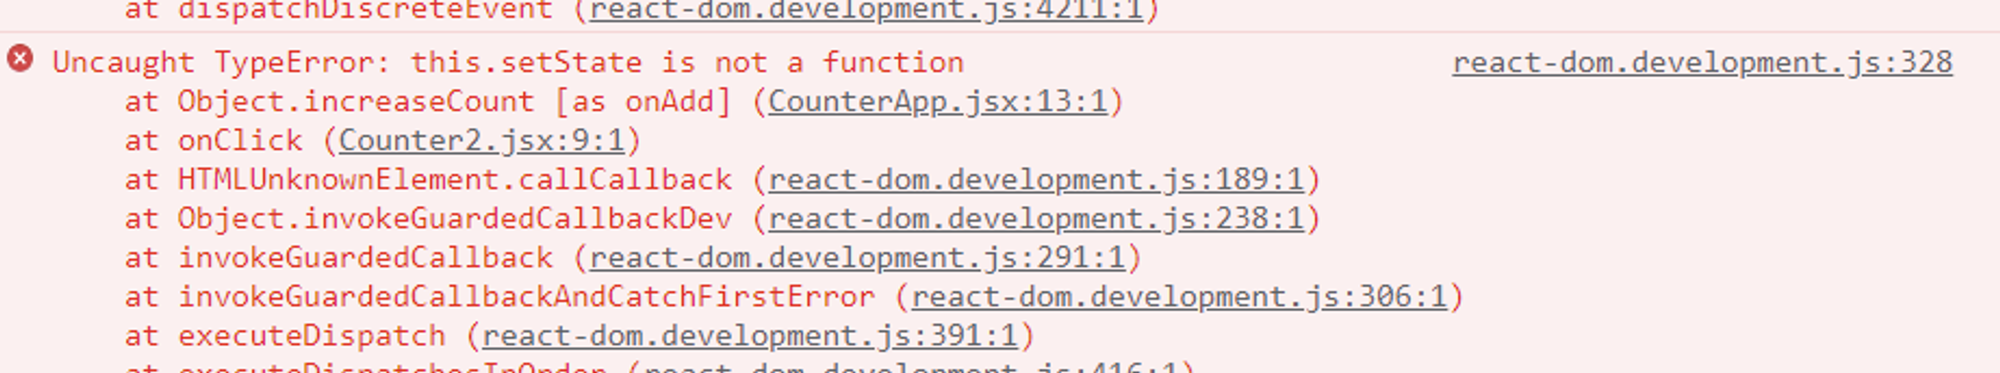 at dispatchDiscreteEvent (react-dom.development.js:4211:1)
Uncaught TypeError: this.setState is not a function react-dom.development.js:328
at Object.increaseCount [as onAdd] (CounterApp.jsx:13:1)
at onClick (Counter2.jsx:9:1)
at HTMLUnknownElement.callCallback (react-dom.development.js:189:1)
at Object.invokeGuardedCallbackDev (react-dom.development.js:238:1)
at invokeGuardedCallback (react-dom.development.js:291:1)
at invokeGuardedCallbackAndCatchFirstError (react-dom.development.js:306:1)
at executeDispatch (react-dom.development.js:391:1)
at executeDispatchesInOrder (react-dom.development.js:416:1)